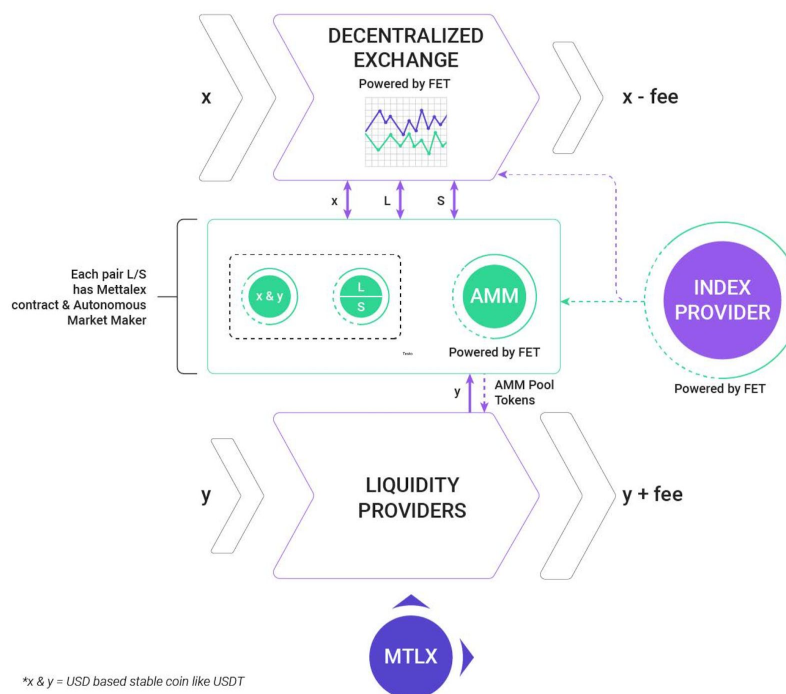 DECENTRALIZED
EXCHANGE
Powered by FET
x
x - fee
x
L
S
Each pair L/S
has Mettalex
contract & Autonomous
Market Maker
x & y
L
S
AMM
Powered by FET
INDEX
PROVIDER
Powered by FET
y
AMM Pool
Tokens
y
LIQUIDITY
PROVIDERS
y + fee
MTLX
*x & y = USD based stable coin like USDT